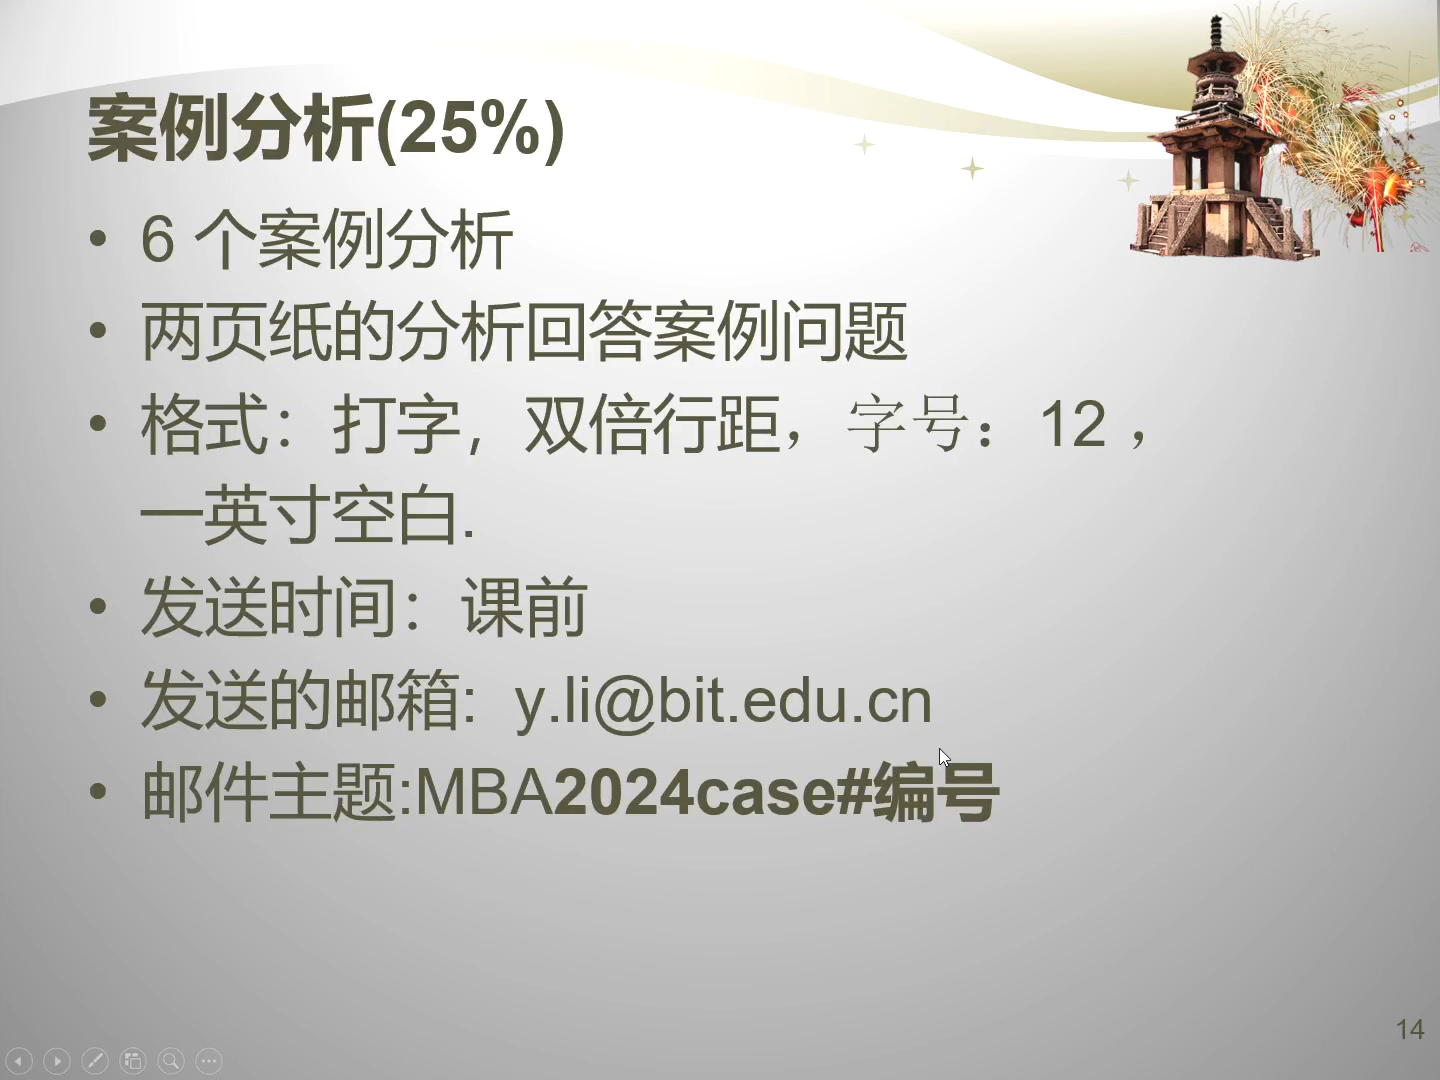 案例分析(25%)
• 6 个案例分析
• 两页纸的分析回答案例问题
• 格式：打字，双倍行距，字号：12，
一英寸空白.
• 发送时间：课前
• 发送的邮箱: y.li@bit.edu.cn
• 邮件主题:MBA2024case#编号
14